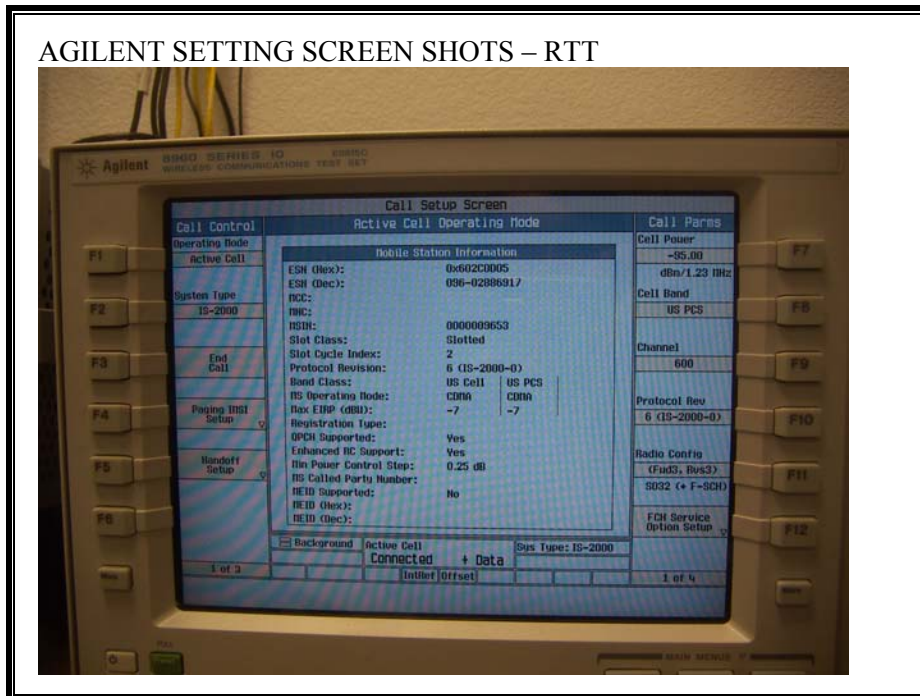 AGILENT SETTING SCREEN SHOTS – RTT
Agilent 8960 SERIES 10 E5515C
WIRELESS COMMUNICATIONS TEST SET
Call Setup Screen
Call Control
Active Cell Operating Mode
Call Parms
Operating Mode
Active Cell
System Type
IS-2000
End
Call
Paging IMSI
Setup
Handoff
Setup
1 of 3
Mobile Station Information
ESN (Hex): 0x602C0005
ESN (Dec): 096-02886917
MCC:
MNC:
MSIN: 0000009653
Slot Class: Slotted
Slot Cycle Index: 2
Protocol Revision: 6 (IS-2000-0)
Band Class: US Cell US PCS
MS Operating Mode: CDMA CDMA
Max EIRP (dBW): -7 -7
Registration Type:
QPCH Supported: Yes
Enhanced RC Support: Yes
Min Power Control Step: 0.25 dB
MS Called Party Number:
MEID Supported: No
MEID (Hex):
MEID (Dec):
Background
Active Cell
Connected + Data
Sys Type: IS-2000
IntRef Offset
Cell Power
-95.00
dBm/1.23 MHz
Cell Band
US PCS
Channel
600
Protocol Rev
6 (IS-2000-0)
Radio Config
(Fwd3, Rvs3)
SO32 (+ F-SCH)
FCH Service
Option Setup
1 of 4
F1
F2
F3
F4
F5
F6
F7
F8
F9
F10
F11
F12
More
More
MAIN MENUS